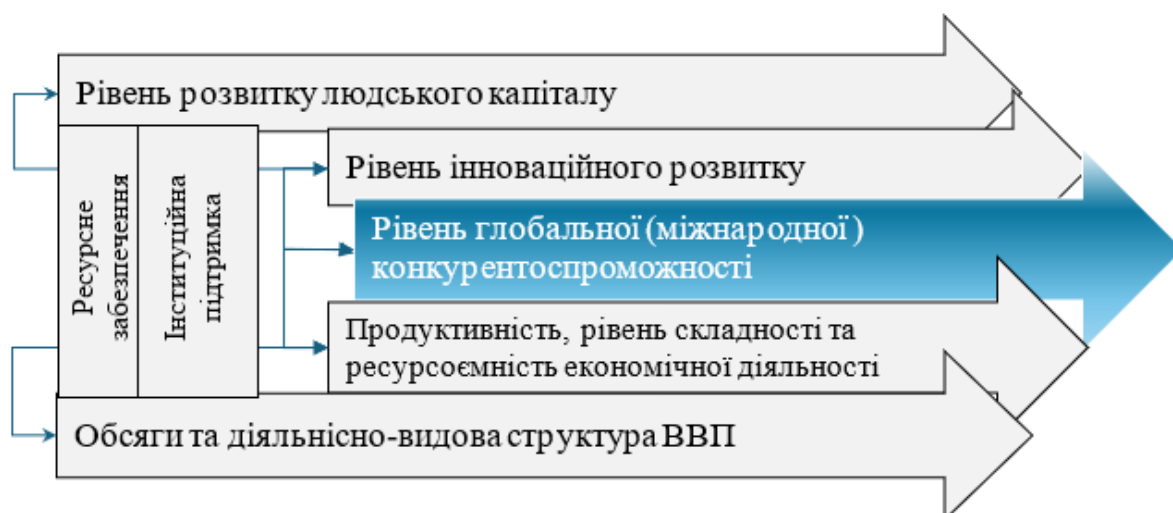 Рівень розвитку людського капіталу
Ресурсне
забезпечення
Інституційна
підтримка
Рівень інноваційного розвитку
Рівень глобальної (міжнародної)
конкурентоспроможності
Продуктивність, рівень складності та
ресурсоємність економічної діяльності
Обсяги та діяльнісно-видова структура ВВП